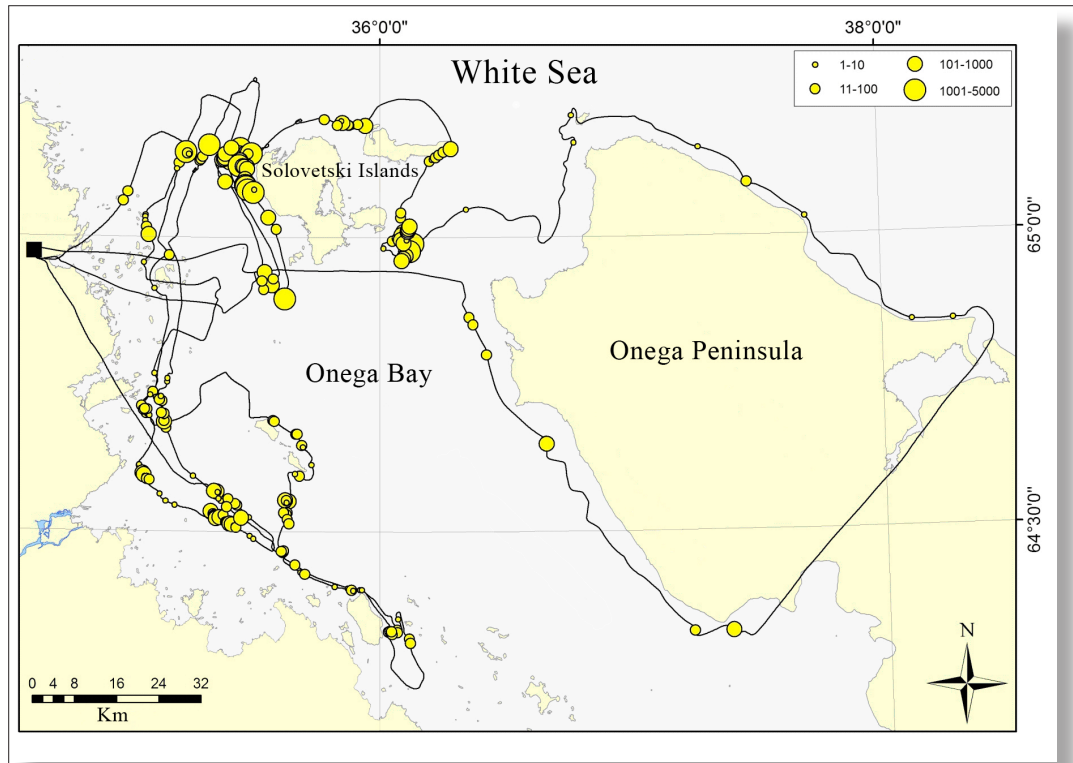 36°0'0"
38°0'0"
White Sea
1-10
101-1000
11-100
1001-5000
Solovetski Islands
65°0'0"
Onega Bay
Onega Peninsula
64°30'0"
N
0 4 8 16 24 32
Km